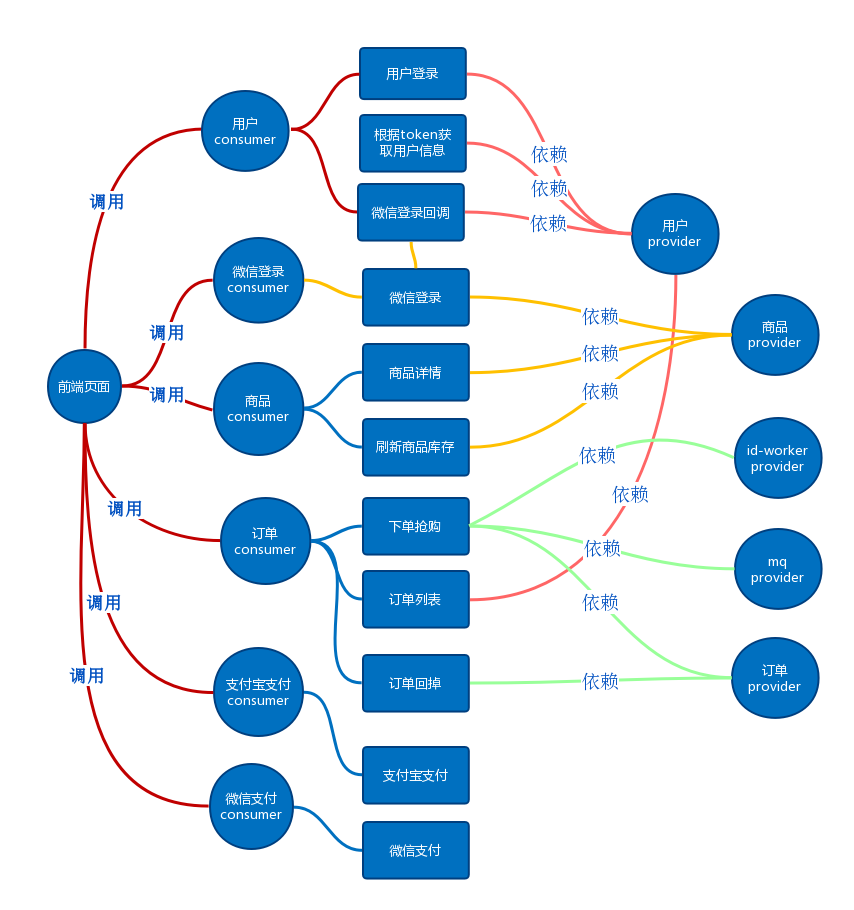 用户登录
用户
consumer
根据token获
取用户信息
依赖
依赖
调用
微信登录回调
依赖
用户
provider
微信登录
consumer
微信登录
依赖
商品
provider
调用
依赖
前端页面
商品详情
调用
商品
consumer
依赖
刷新商品库存
依赖
id-worker
provider
依赖
调用
订单
consumer
下单抢购
依赖
mq
provider
调用
订单列表
依赖
调用
支付宝支付
consumer
订单回掉
依赖
订单
provider
支付宝支付
微信支付
consumer
微信支付